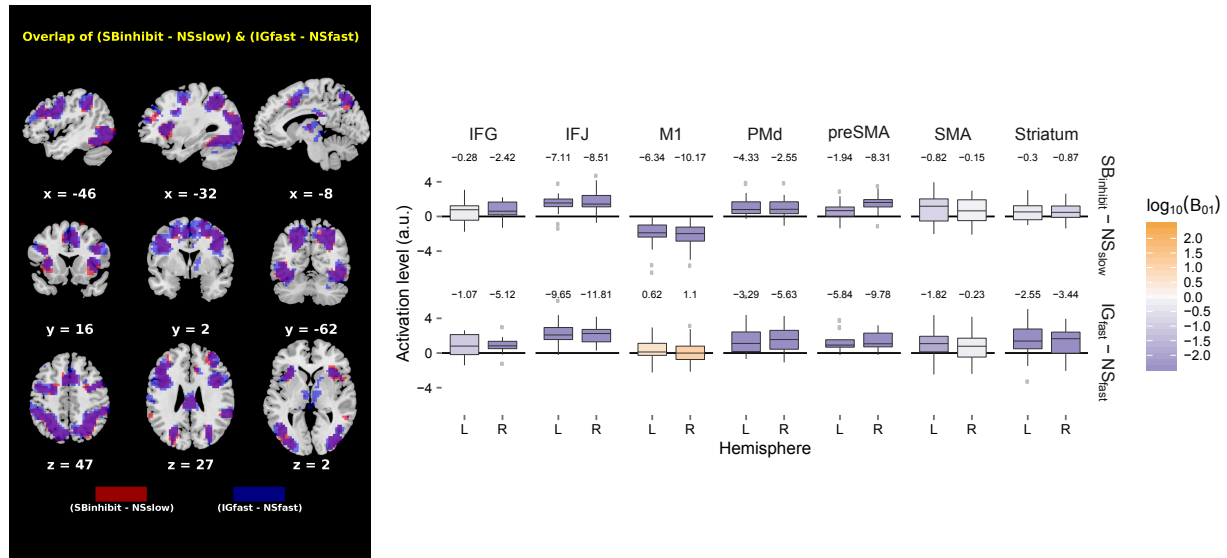 Overlap of (SBinhibit - NSslow) & (IGfast - NSfast)
x = -46 x = -32 x = -8
y = 16 y = 2 y = -62
z = 47 z = 27 z = 2
(SBinhibit - NSslow) (IGfast - NSfast)
IFG IFJ M1 PMd preSMA SMA Striatum
−0.28 −2.42 −7.11 −8.51 −6.34 −10.17 −4.33 −2.55 −1.94 −8.31 −0.82 −0.15 −0.3 −0.87
4
0
−4
SBinhibit − NSslow
−1.07 −5.12 −9.65 −11.81 0.62 1.1 −3.29 −5.63 −5.84 −9.78 −1.82 −0.23 −2.55 −3.44
4
0
−4
IGfast − NSfast
Activation level (a.u.)
L R L R L R L R L R L R L R
Hemisphere
log10(B01)
2.0
1.5
1.0
0.5
0.0
−0.5
−1.0
−1.5
−2.0